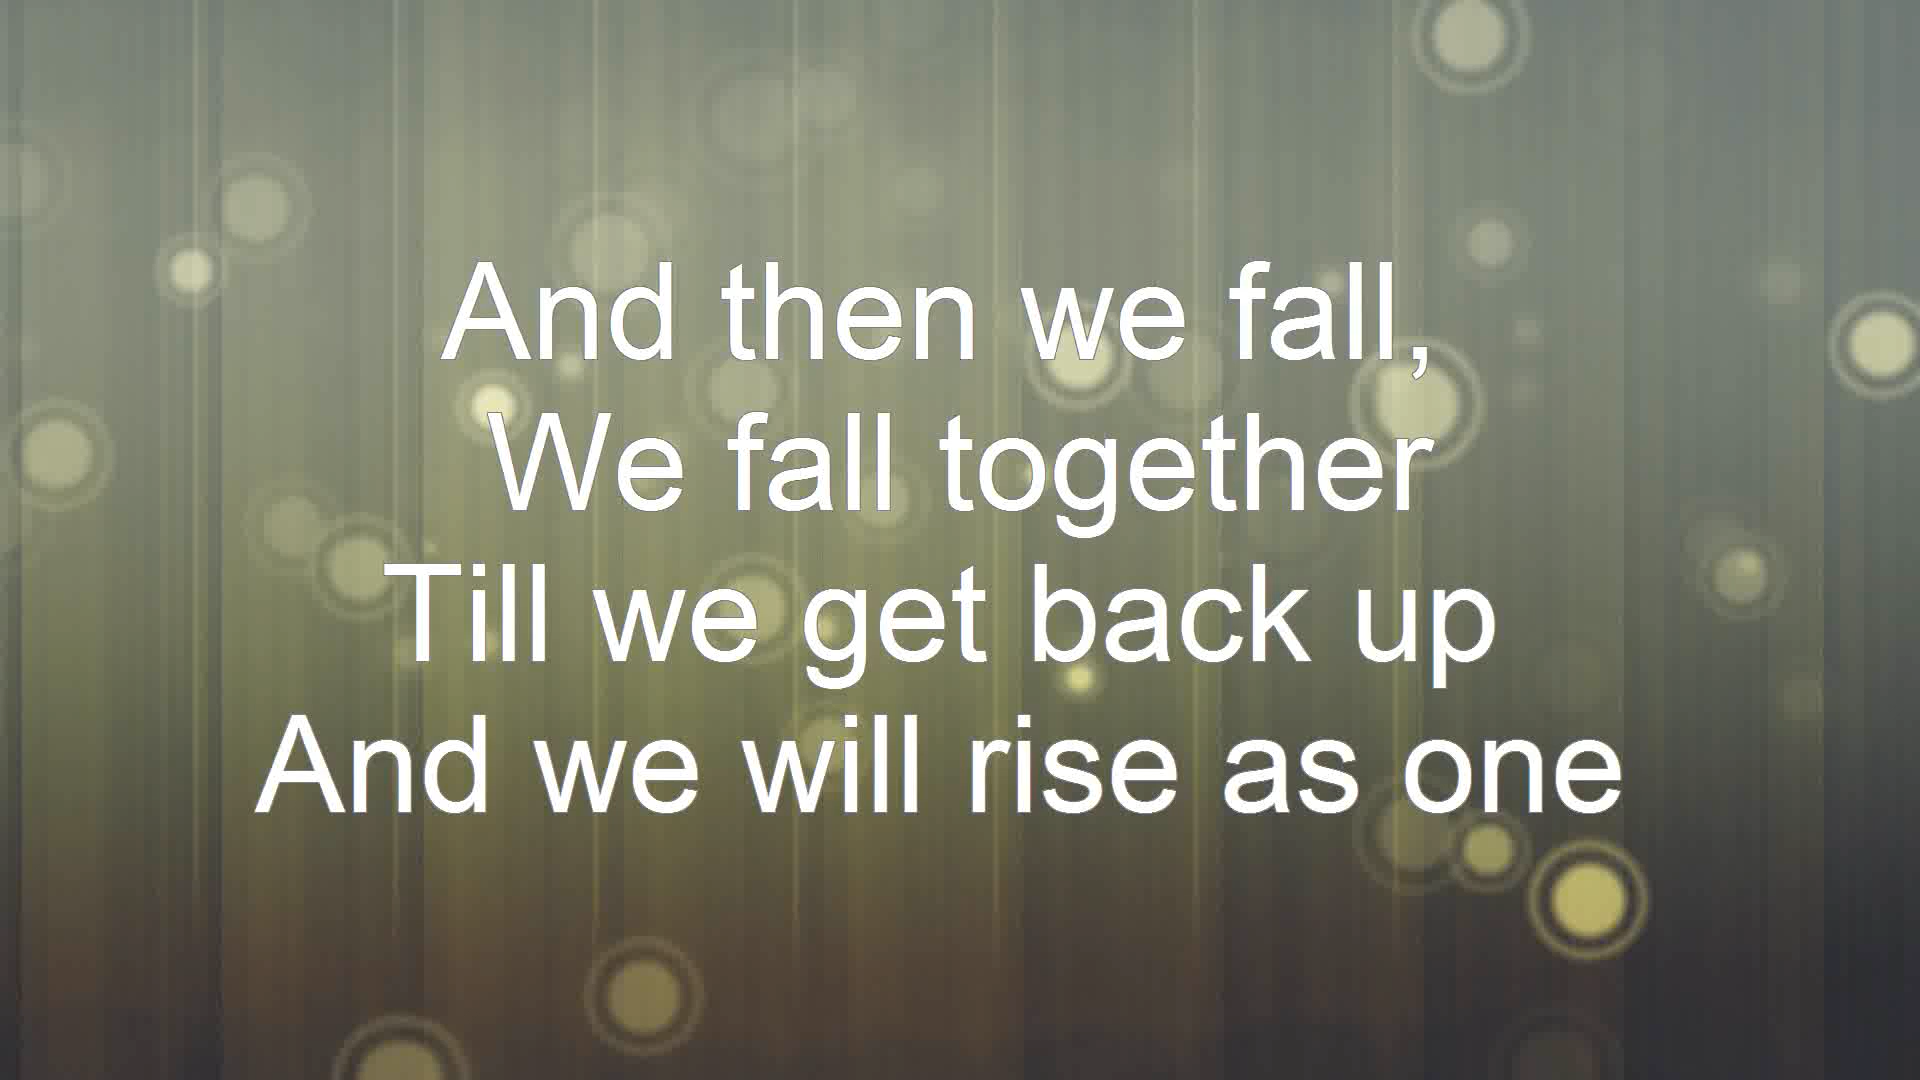 And then we fall,
We fall together
Till we get back up
And we will rise as one